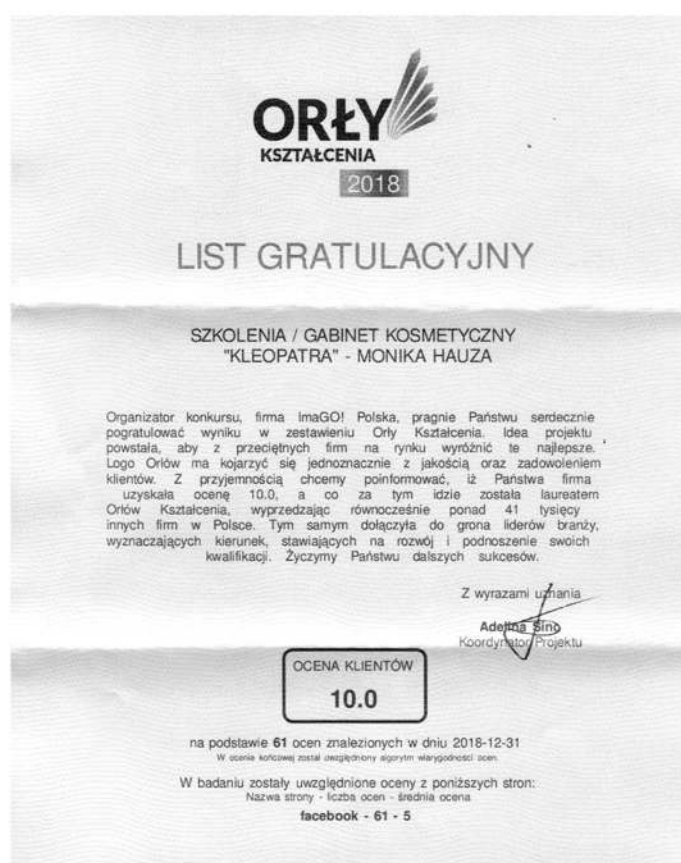 ORŁY
KSZTAŁCENIA
2018
LIST GRATULACYJNY
SZKOLENIA / GABINET KOSMETYCZNY
"KLEOPATRA" - MONIKA HAUZA
Organizator konkursu, firma ImaGO! Polska, pragnie Państwu serdecznie
pogratulować wyniku w zestawieniu Orły Kształcenia. Idea projektu
powstała, aby z przeciętnych firm na rynku wyróżnić te najlepsze.
Logo Orłów ma kojarzyć się jednoznacznie z jakością oraz zadowoleniem
klientów. Z przyjemnością chcemy poinformować, iż Państwa firma
uzyskała ocenę 10.0, a co za tym idzie została laureatem
Orłów Kształcenia, wyprzedzając równocześnie ponad 41 tysięcy
innych firm w Polsce. Tym samym dołączyła do grona liderów branży,
wyznaczających kierunek, stawiających na rozwój i podnoszenie swoich
kwalifikacji. Życzymy Państwu dalszych sukcesów.
Z wyrazami uznania
Adelina Sino
Koordynator Projektu
OCENA KLIENTÓW
10.0
na podstawie 61 ocen znalezionych w dniu 2018-12-31
W ocenie końcowej został uwzględniony algorytm wiarygodności ocen
W badaniu zostały uwzględnione oceny z poniższych stron:
Nazwa strony - liczba ocen - średnia ocena
facebook - 61 - 5